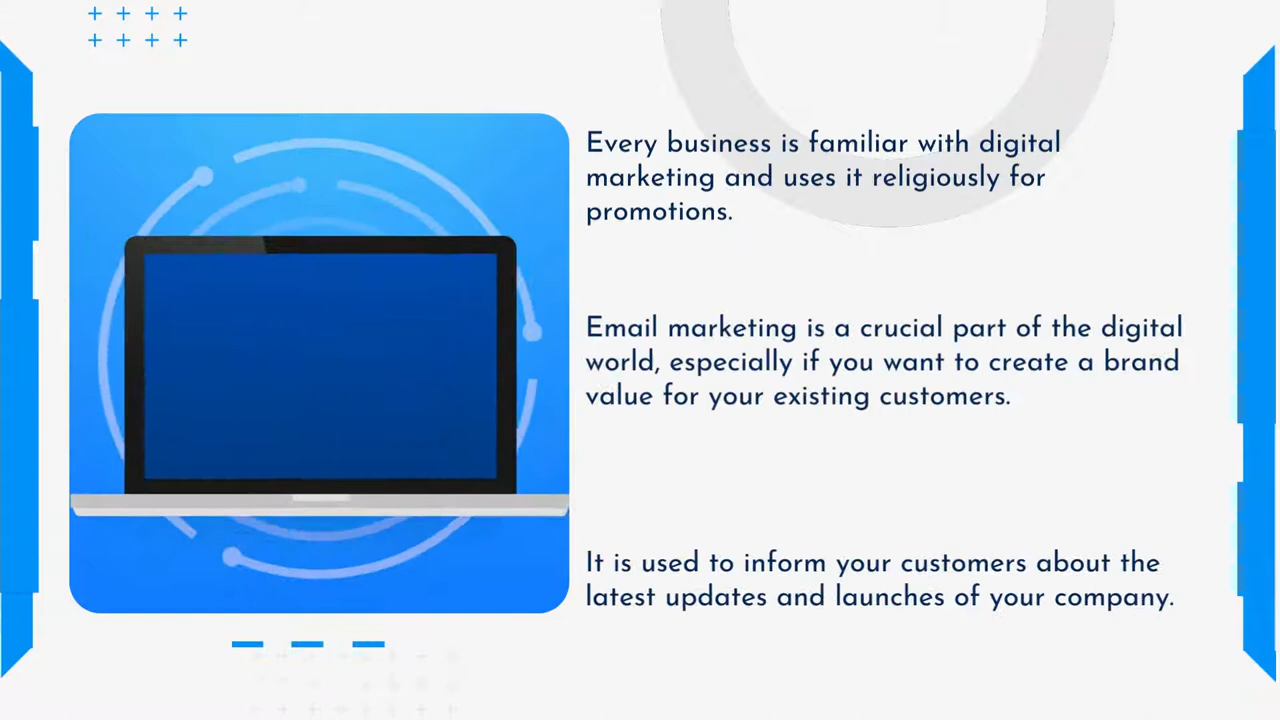 Every business is familiar with digital
marketing and uses it religiously for
promotions.
Email marketing is a crucial part of the digital
world, especially if you want to create a brand
value for your existing customers.
It is used to inform your customers about the
latest updates and launches of your company.